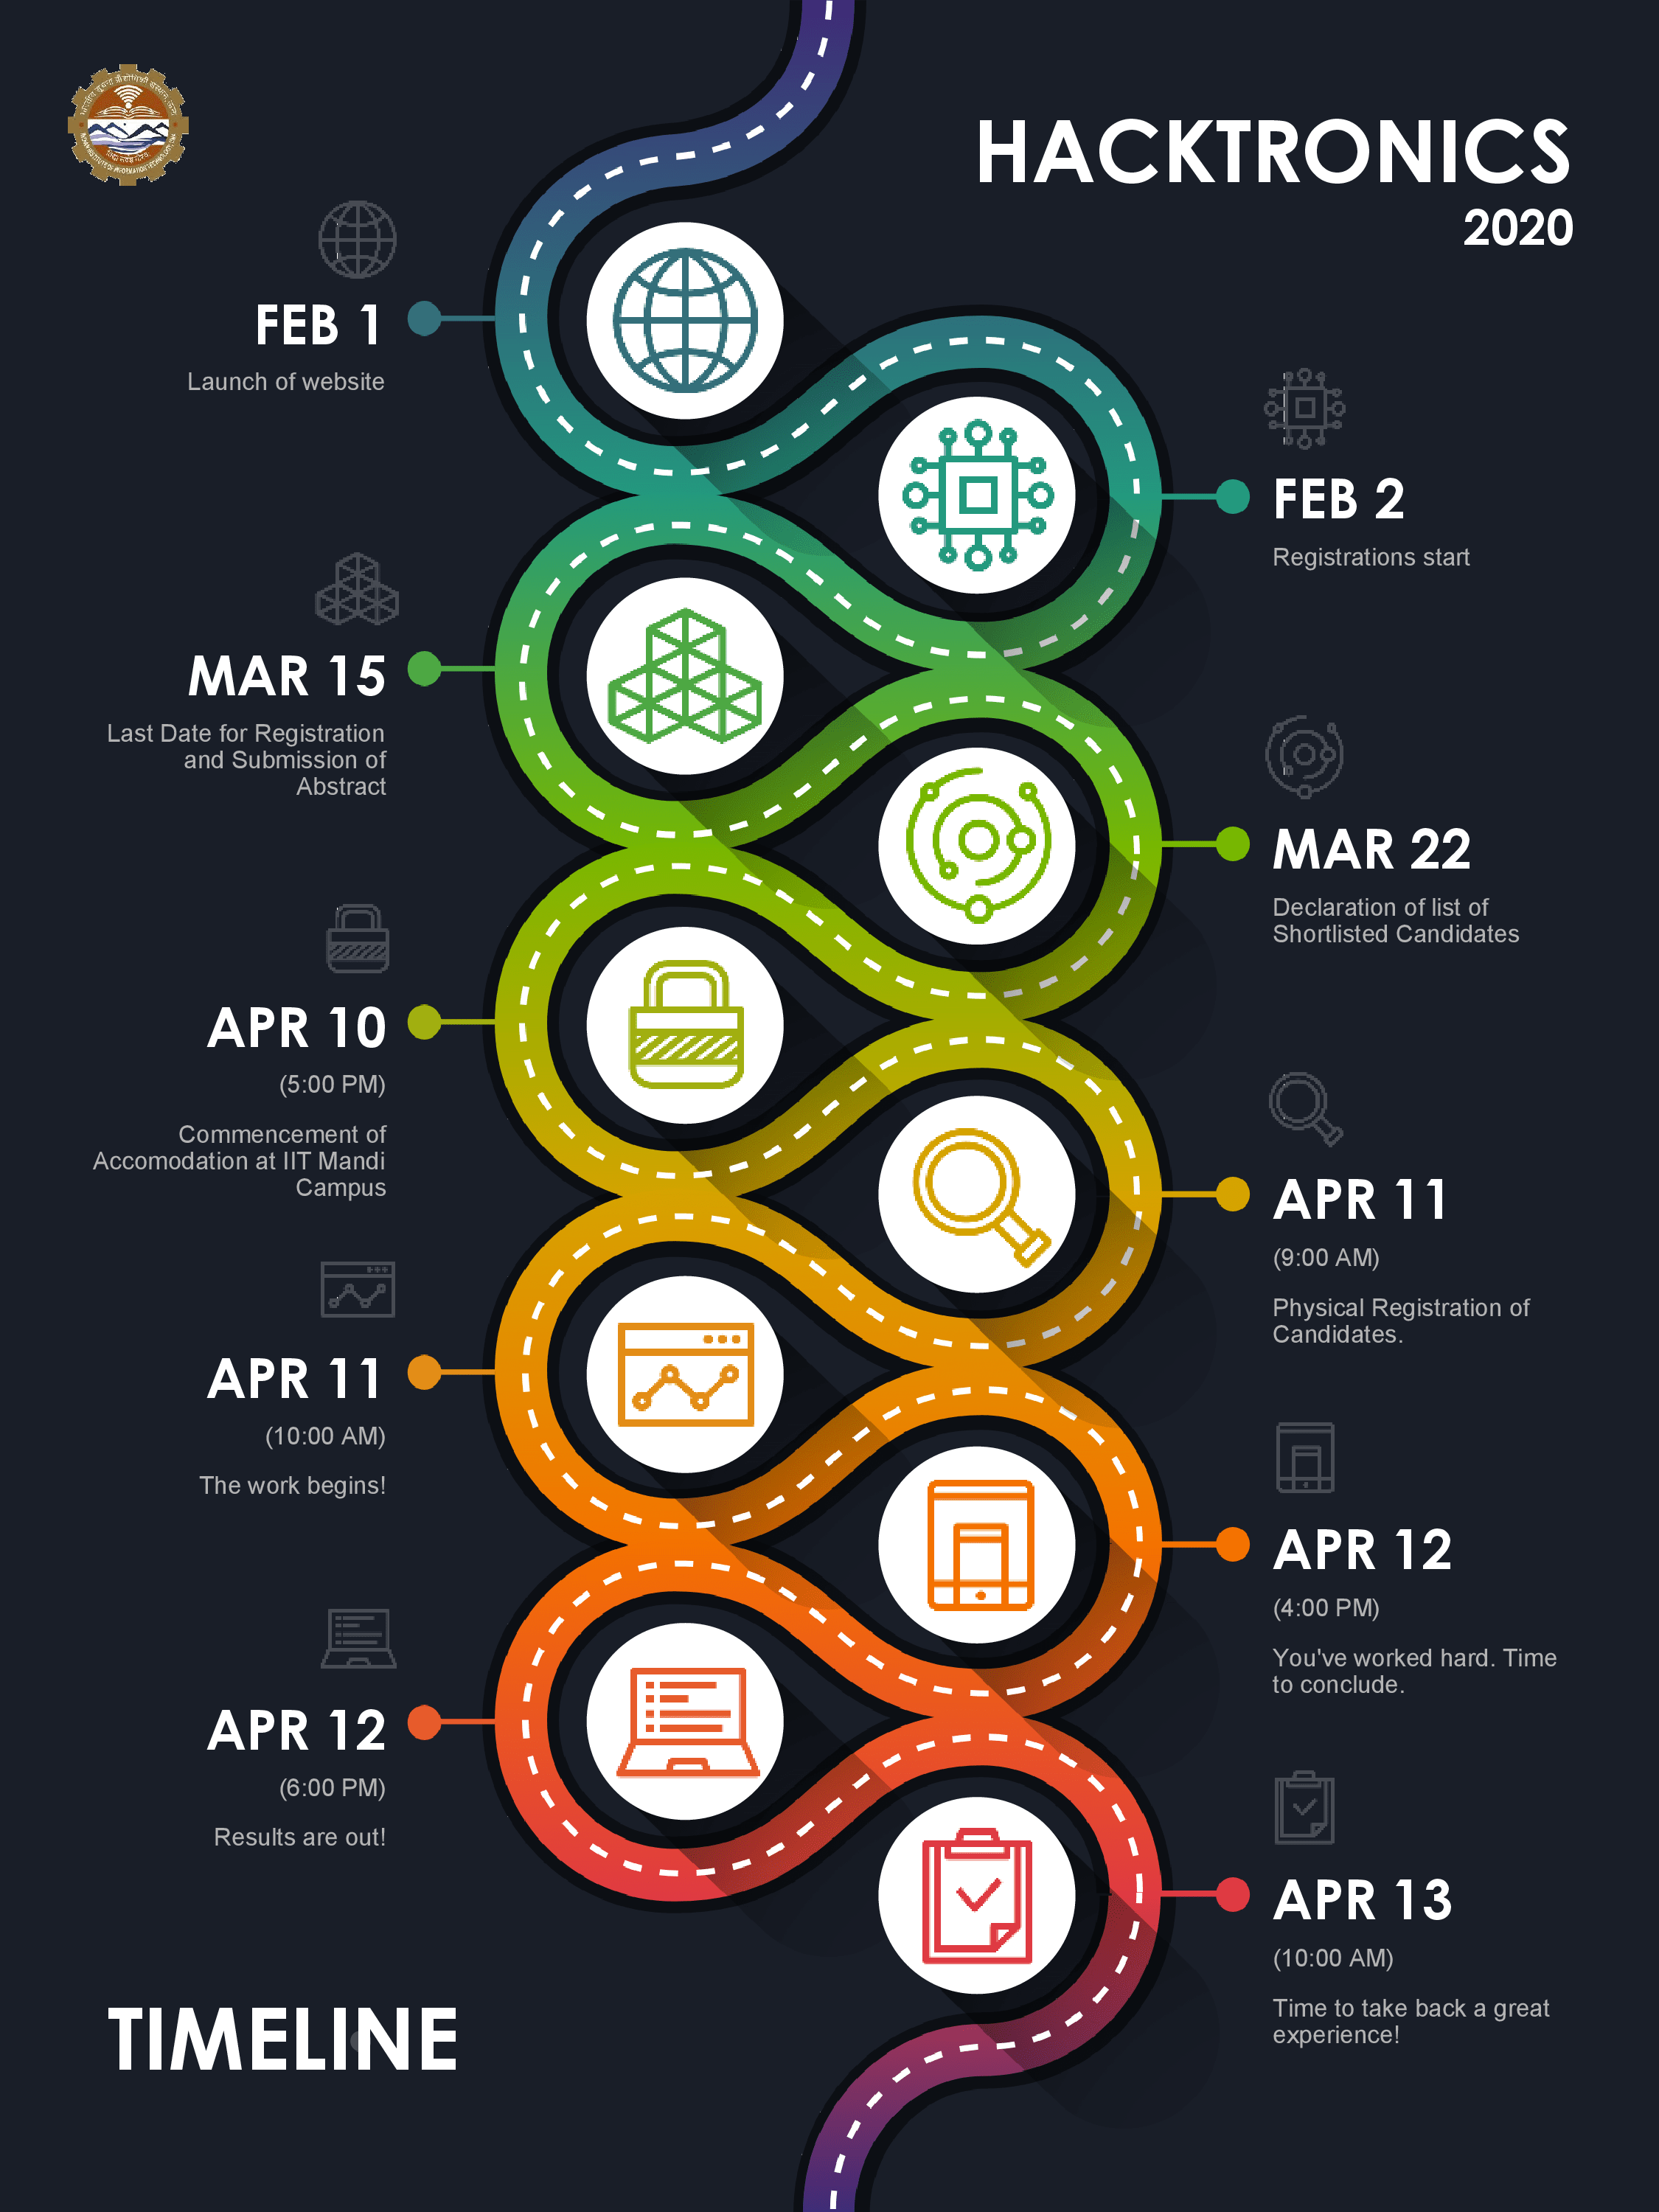 HACKTRONICS
2020
FEB 1
Launch of website
FEB 2
Registrations start
MAR 15
Last Date for Registration
and Submission of
Abstract
MAR 22
Declaration of list of
Shortlisted Candidates
APR 10
(5:00 PM)
Commencement of
Accomodation at IIT Mandi
Campus
APR 11
(9:00 AM)
Physical Registration of
Candidates.
APR 11
(10:00 AM)
The work begins!
APR 12
(4:00 PM)
You've worked hard. Time
to conclude.
APR 12
(6:00 PM)
Results are out!
APR 13
(10:00 AM)
Time to take back a great
experience!
TIMELINE